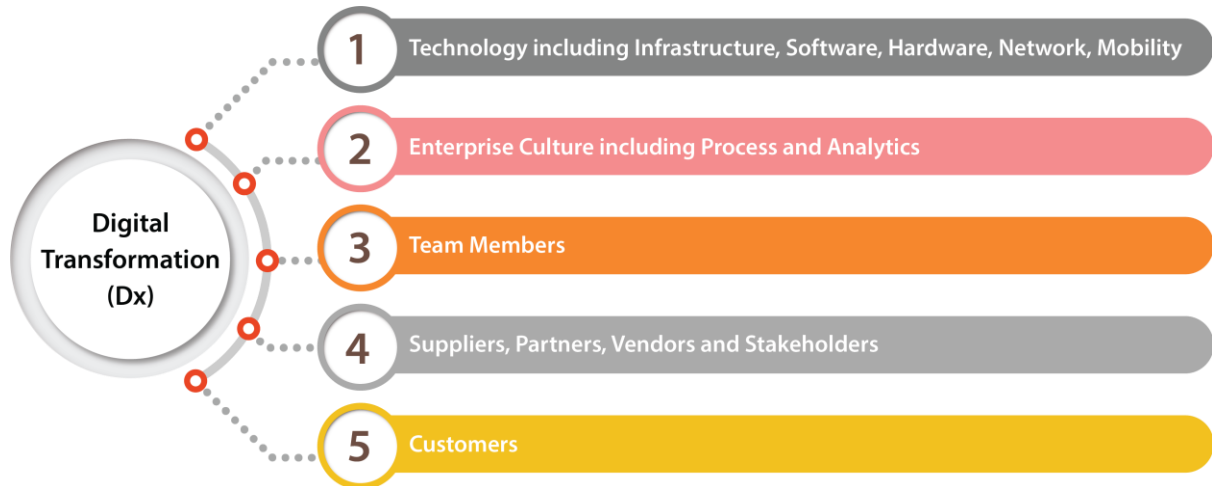 Digital
Transformation
(Dx)
1
Technology including Infrastructure, Software, Hardware, Network, Mobility
2
Enterprise Culture including Process and Analytics
3
Team Members
4
Suppliers, Partners, Vendors and Stakeholders
5
Customers